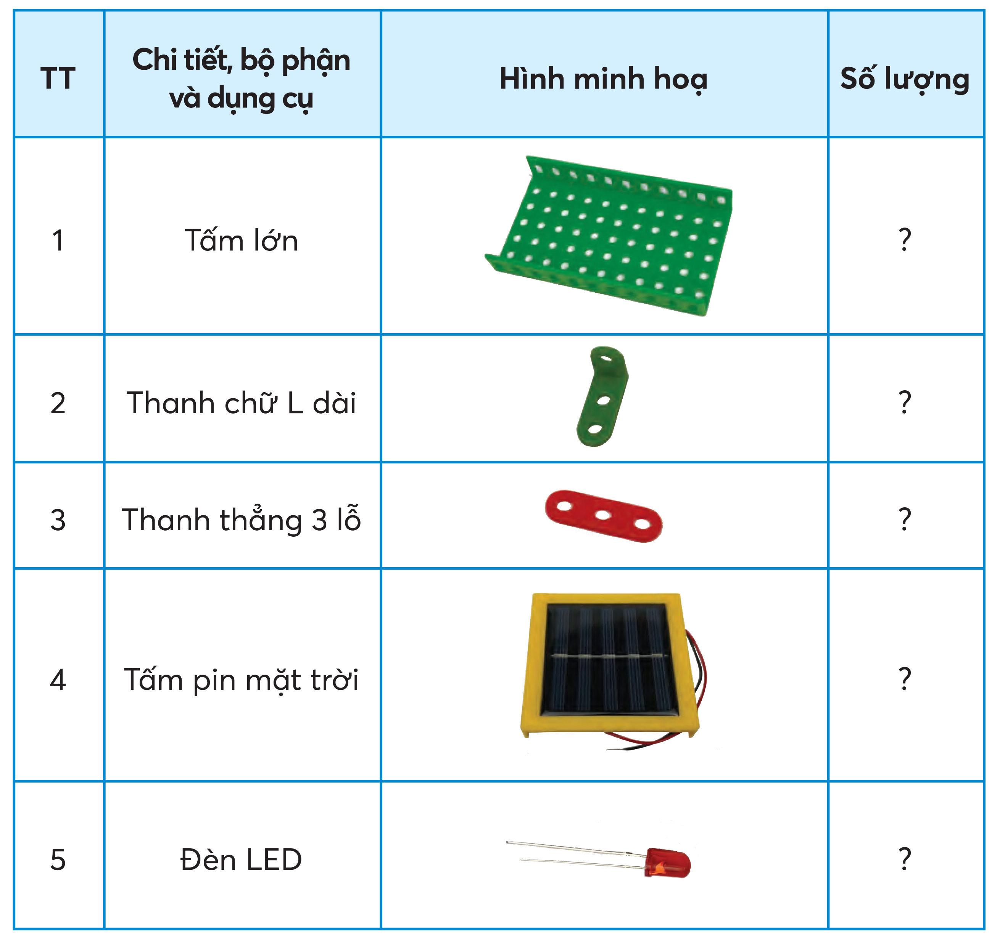 TT
Chi tiết, bộ phận
và dụng cụ
Hình minh hoạ
Số lượng
1
Tấm lớn
?
2
Thanh chữ L dài
?
3
Thanh thẳng 3 lỗ
?
4
Tấm pin mặt trời
?
5
Đèn LED
?